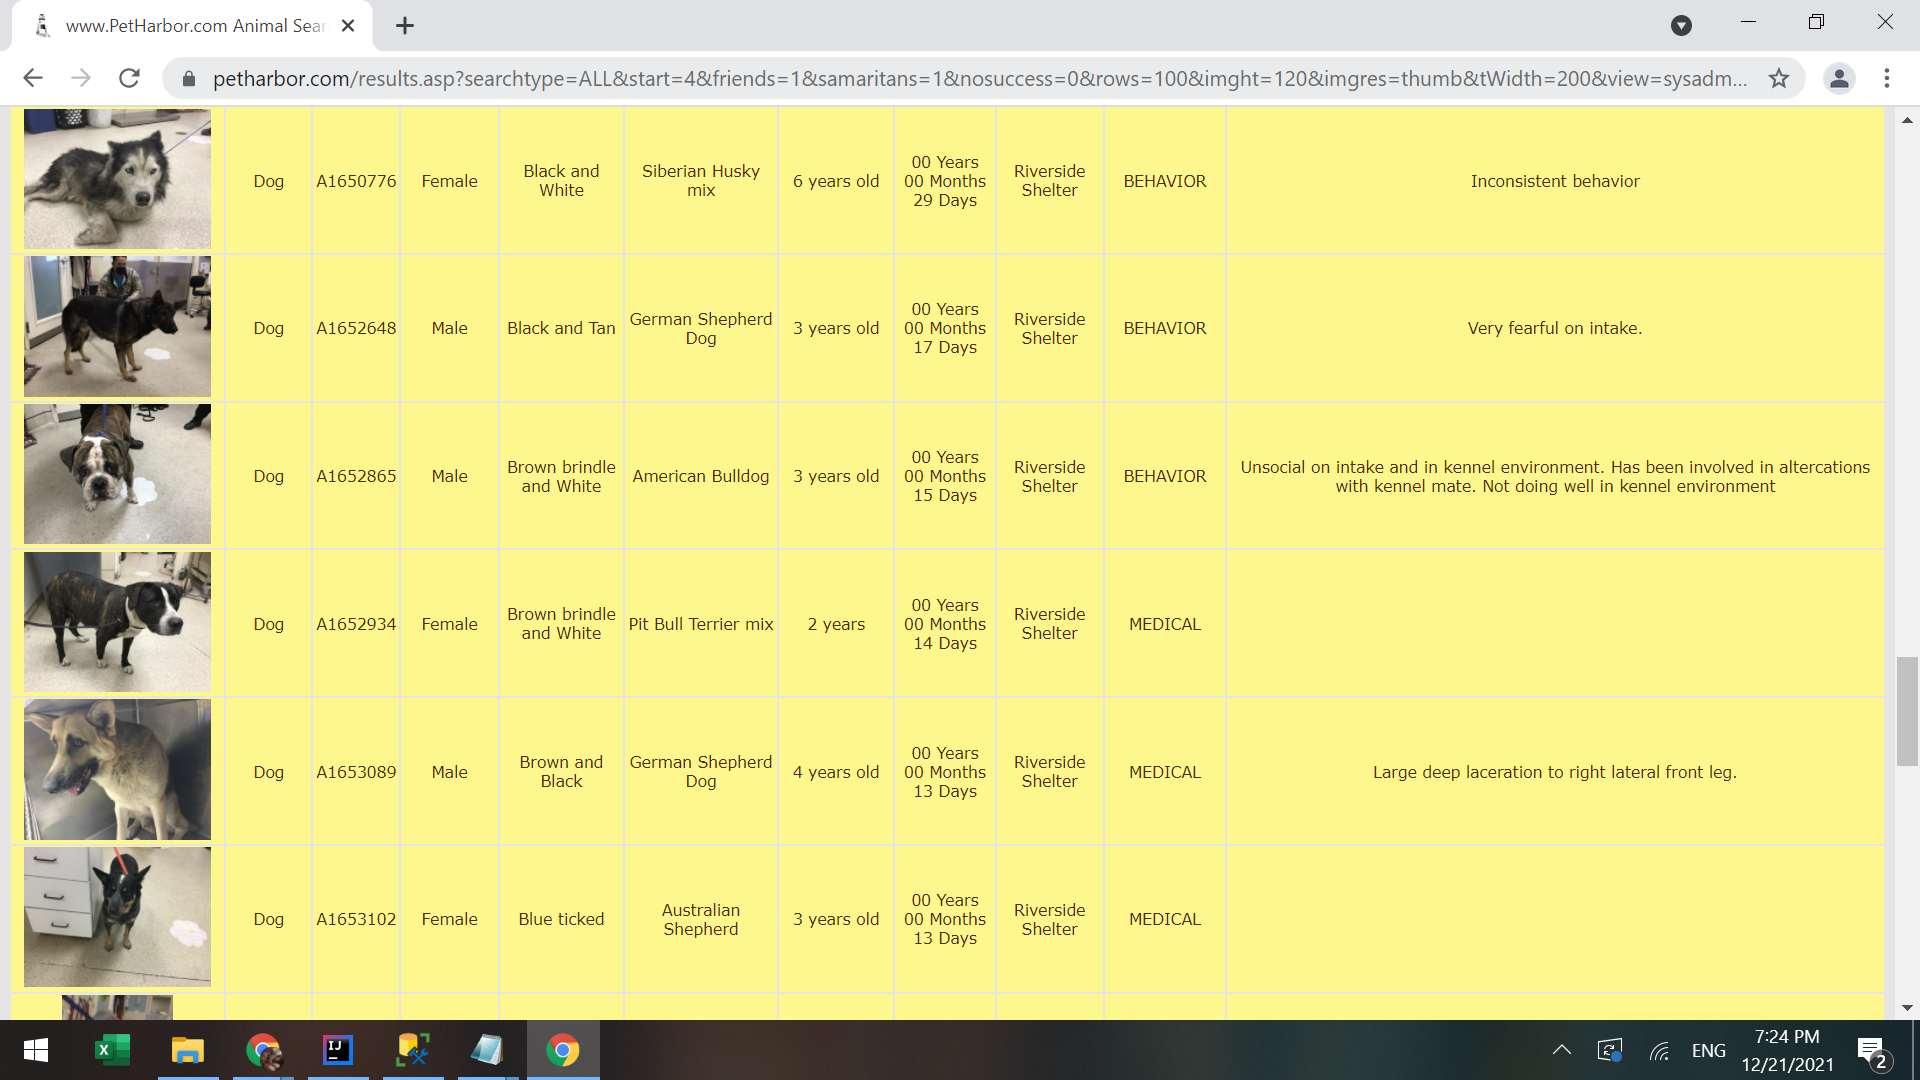 www.PetHarbor.com Animal Sear
petharbor.com/results.asp?searchtype=ALL&start=4&friends=1&samaritans=1&nosuccess=0&rows=100&imght=120&imgres=thumb&tWidth=200&view=sysadm...
Dog A1650776 Female Black and White Siberian Husky mix 6 years old 00 Years 00 Months 29 Days Riverside Shelter BEHAVIOR Inconsistent behavior
Dog A1652648 Male Black and Tan German Shepherd Dog 3 years old 00 Years 00 Months 17 Days Riverside Shelter BEHAVIOR Very fearful on intake.
Dog A1652865 Male Brown brindle and White American Bulldog 3 years old 00 Years 00 Months 15 Days Riverside Shelter BEHAVIOR Unsocial on intake and in kennel environment. Has been involved in altercations with kennel mate. Not doing well in kennel environment
Dog A1652934 Female Brown brindle and White Pit Bull Terrier mix 2 years 00 Years 00 Months 14 Days Riverside Shelter MEDICAL
Dog A1653089 Male Brown and Black German Shepherd Dog 4 years old 00 Years 00 Months 13 Days Riverside Shelter MEDICAL Large deep laceration to right lateral front leg.
Dog A1653102 Female Blue ticked Australian Shepherd 3 years old 00 Years 00 Months 13 Days Riverside Shelter MEDICAL
X IJ ENG 7:24 PM
12/21/2021 2